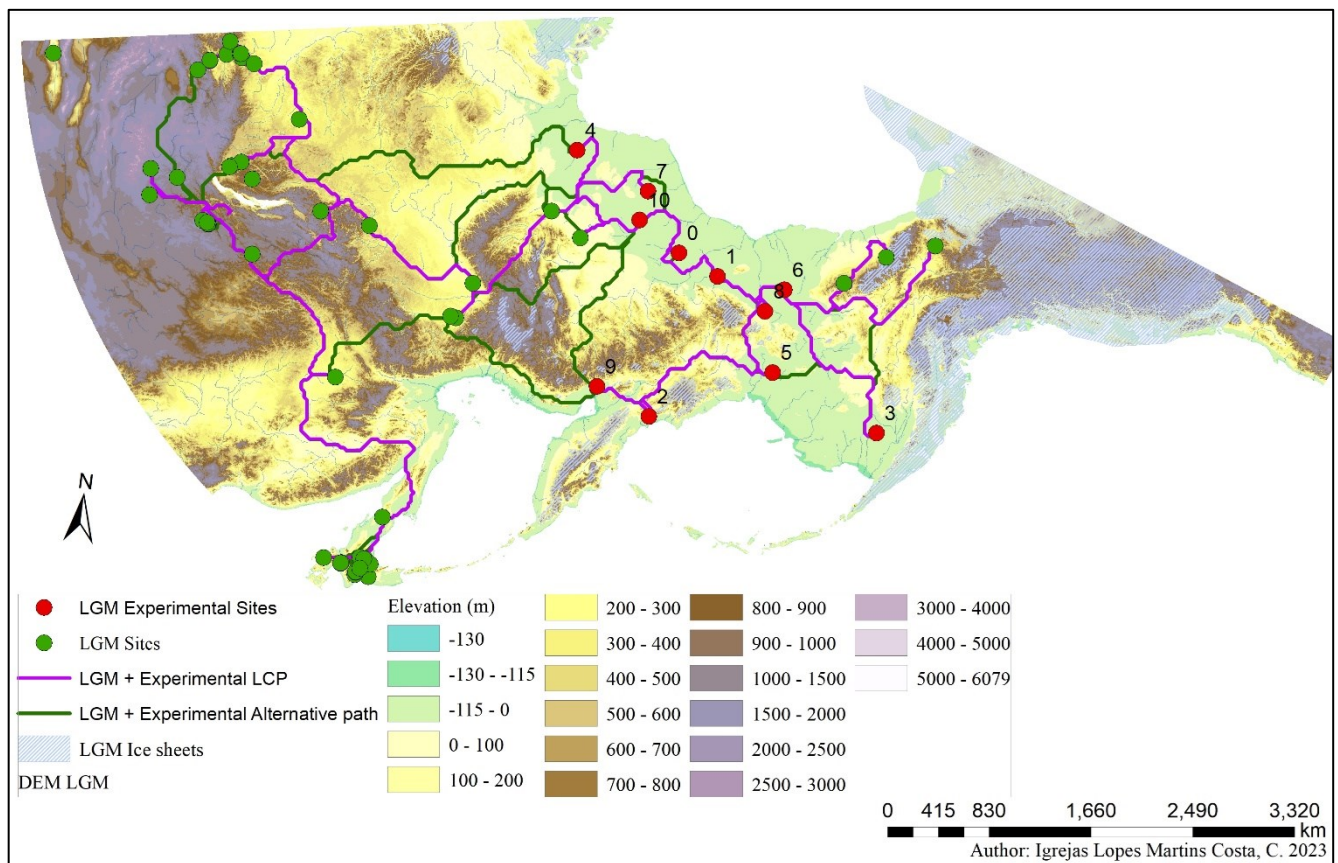 4
7
10
0
1
6
8
5
9
2
3
N
LGM Experimental Sites
LGM Sites
LGM + Experimental LCP
LGM + Experimental Alternative path
LGM Ice sheets
DEM LGM
Elevation (m)
-130
-130 - -115
-115 - 0
0 - 100
100 - 200
200 - 300
300 - 400
400 - 500
500 - 600
600 - 700
700 - 800
800 - 900
900 - 1000
1000 - 1500
1500 - 2000
2000 - 2500
2500 - 3000
3000 - 4000
4000 - 5000
5000 - 6079
0 415 830 1,660 2,490 3,320
km
Author: Igrejas Lopes Martins Costa, C. 2023